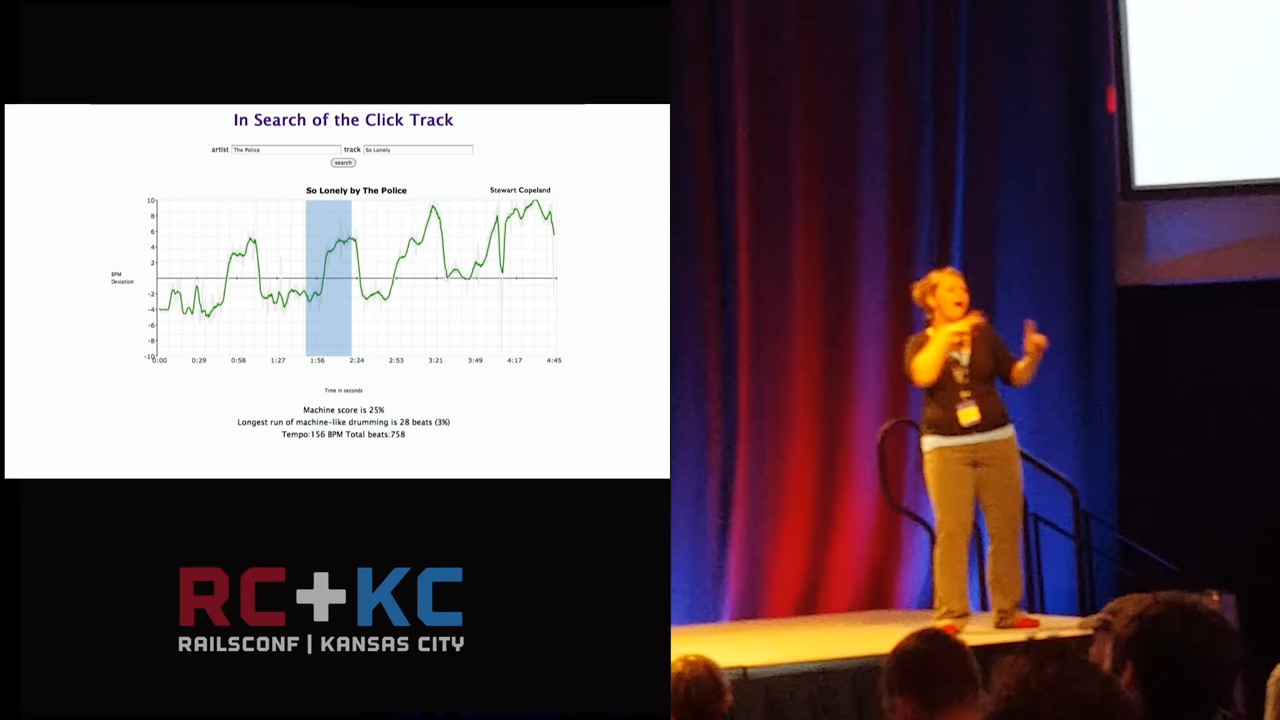 In Search of the Click Track
artist The Police track So Lonely
search
So Lonely by The Police Stewart Copeland
10
8
6
4
2
-2
-4
-6
-8
-10
BPM
Deviation
0:00 0:29 0:58 1:27 1:56 2:24 2:53 3:21 3:49 4:17 4:45
Time in seconds
Machine score is 25%
Longest run of machine-like drumming is 28 beats (3%)
Tempo:156 BPM Total beats:758
RC+KC
RAILSCONF | KANSAS CITY